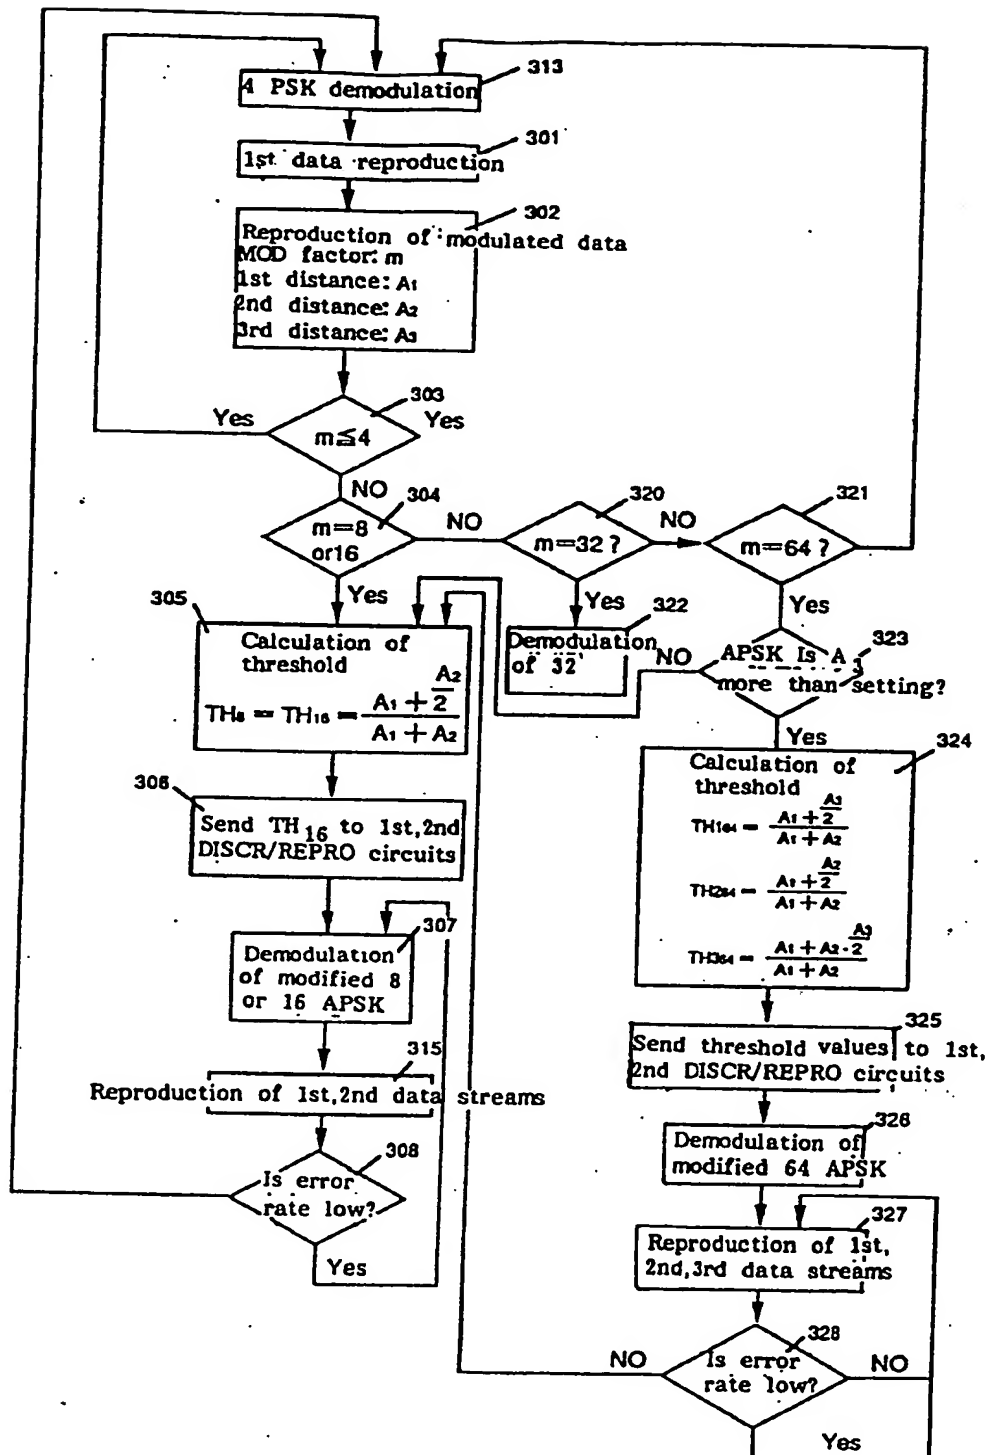 313
4 PSK demodulation
301
1st data reproduction
302
Reproduction of modulated data
MOD factor: m
1st distance: A1
2nd distance: A2
3rd distance: A3
303
Yes
m≦4
Yes
NO
304
m=8
or16
NO
320
m=32?
NO
321
m=64?
Yes
305
Calculation of
threshold
TH8 = TH16 = (A1 + A2/2) / (A1 + A2)
Yes
322
Demodulation
of 32
Yes
323
NO
APSK Is A3
more than setting?
Yes
324
Calculation of
threshold
TH164 = (A1 + A3/2) / (A1 + A2)
TH264 = (A1 + A2/2) / (A1 + A2)
TH364 = (A1 + A2 - A3/2) / (A1 + A2)
306
Send TH16 to 1st,2nd
DISCR/REPRO circuits
307
Demodulation
of modified 8
or 16 APSK
315
Reproduction of 1st,2nd data streams
308
Is error
rate low?
Yes
325
Send threshold values to 1st,
2nd DISCR/REPRO circuits
326
Demodulation of
modified 64 APSK
327
Reproduction of 1st,
2nd,3rd data streams
328
NO
Is error
rate low?
NO
Yes